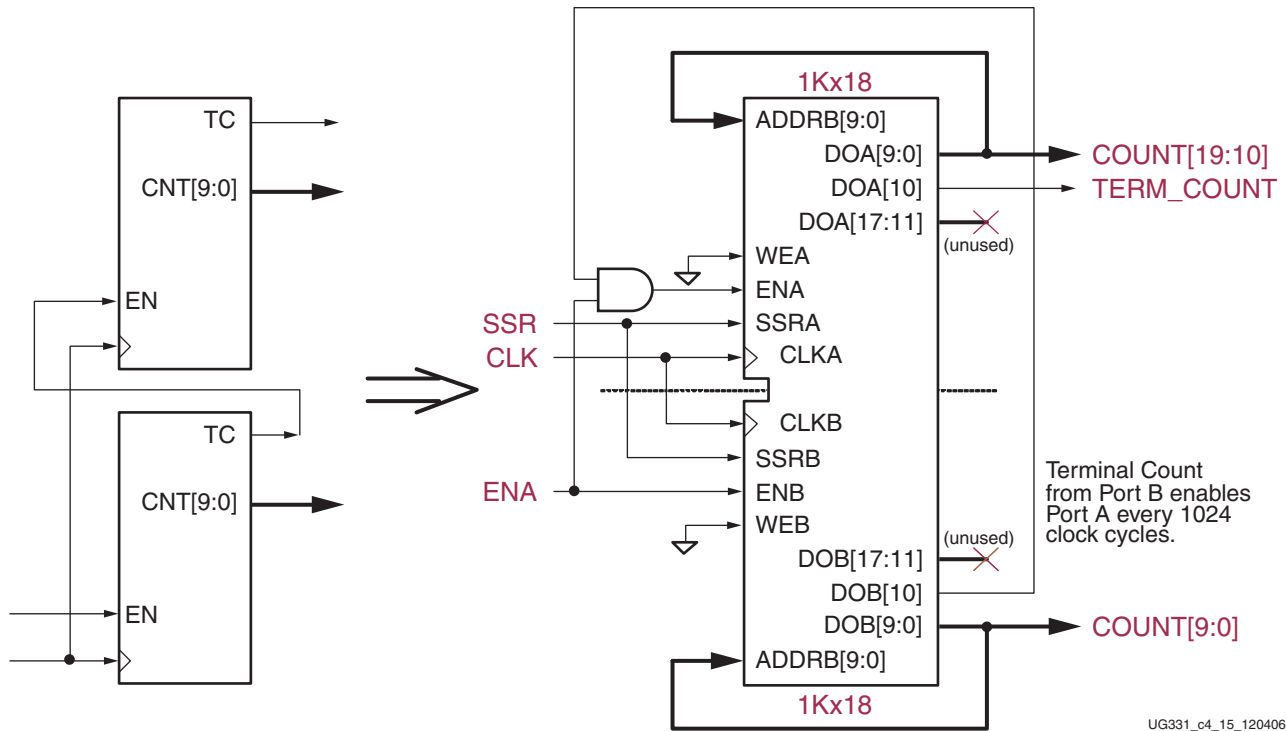 TC
CNT[9:0]
EN
TC
CNT[9:0]
EN
SSR
CLK
ENA
1Kx18
ADDRB[9:0]
DOA[9:0]
DOA[10]
DOA[17:11]
(unused)
WEA
ENA
SSRA
CLKA
CLKB
SSRB
ENB
WEB
(unused)
DOB[17:11]
DOB[10]
DOB[9:0]
ADDRB[9:0]
1Kx18
COUNT[19:10]
TERM_COUNT
Terminal Count
from Port B enables
Port A every 1024
clock cycles.
COUNT[9:0]
UG331_c4_15_120406